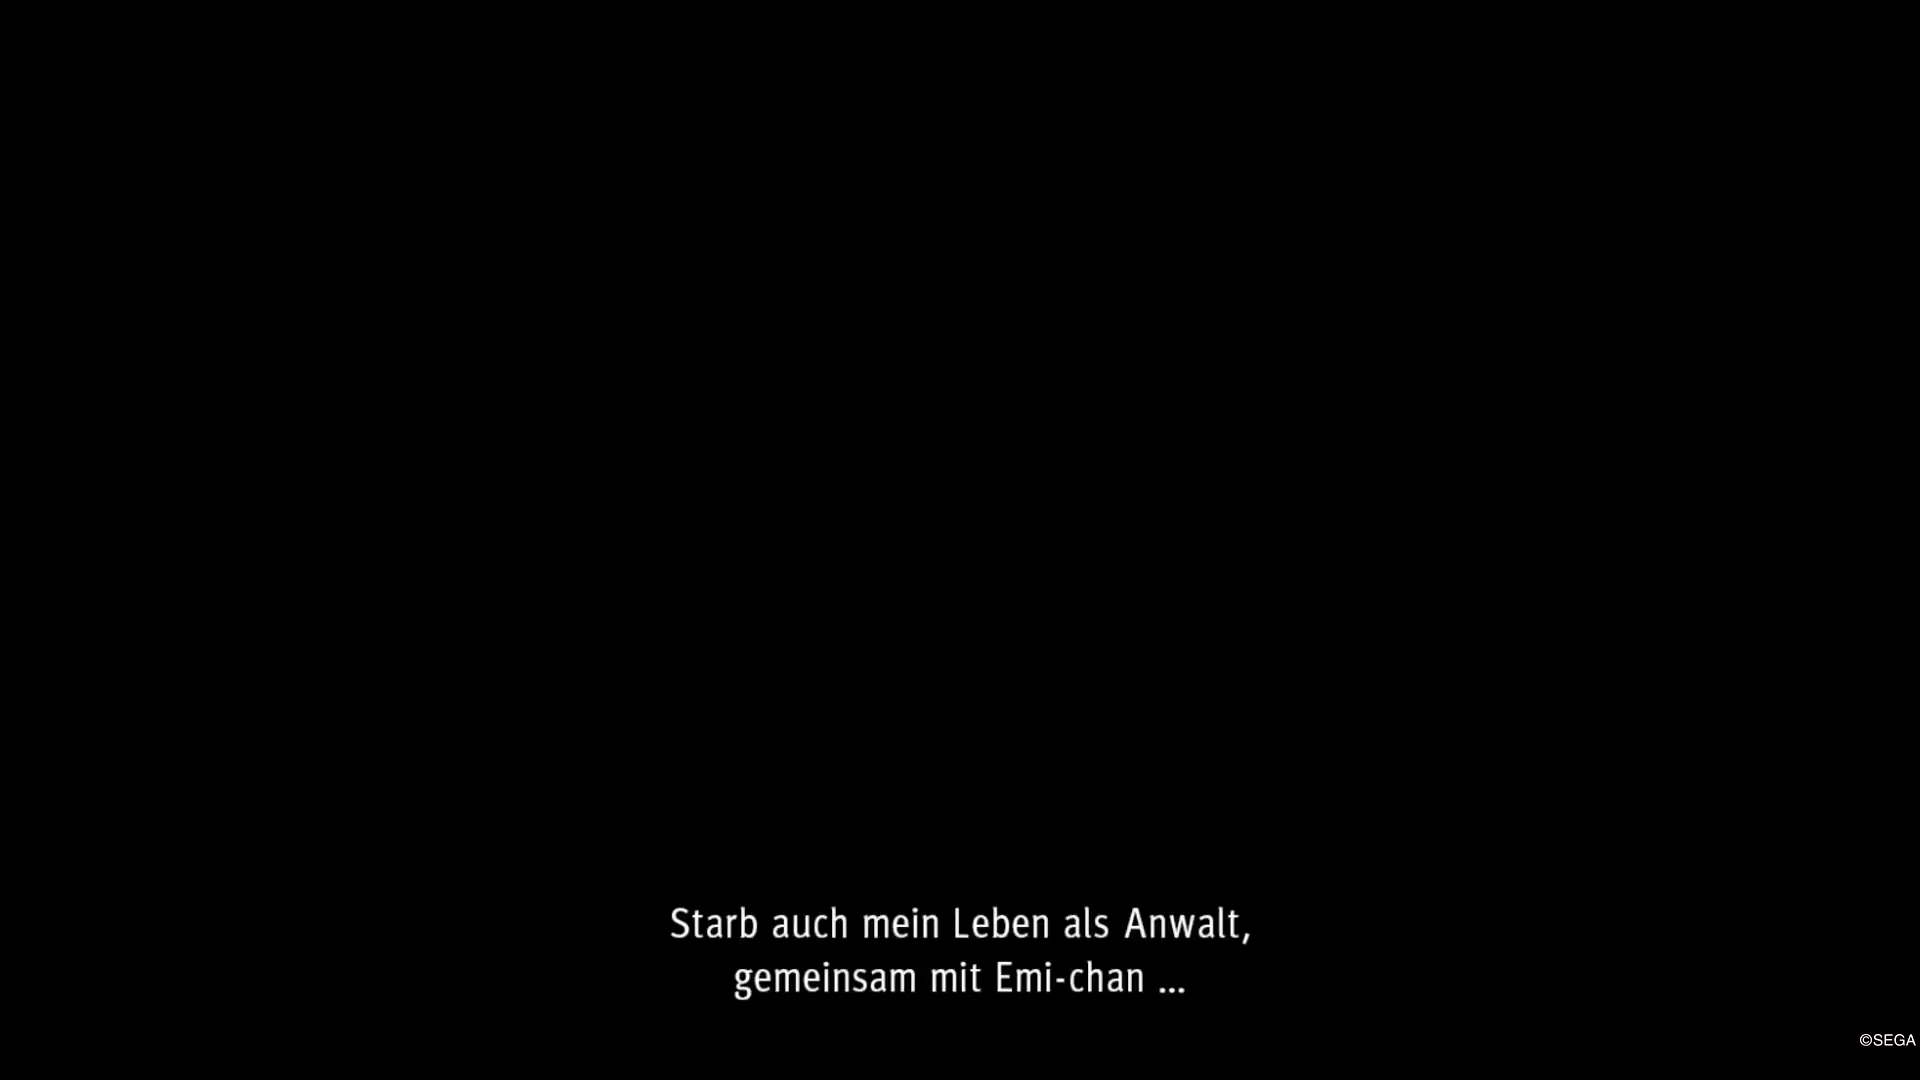 Starb auch mein Leben als Anwalt,
gemeinsam mit Emi-chan ...
©SEGA